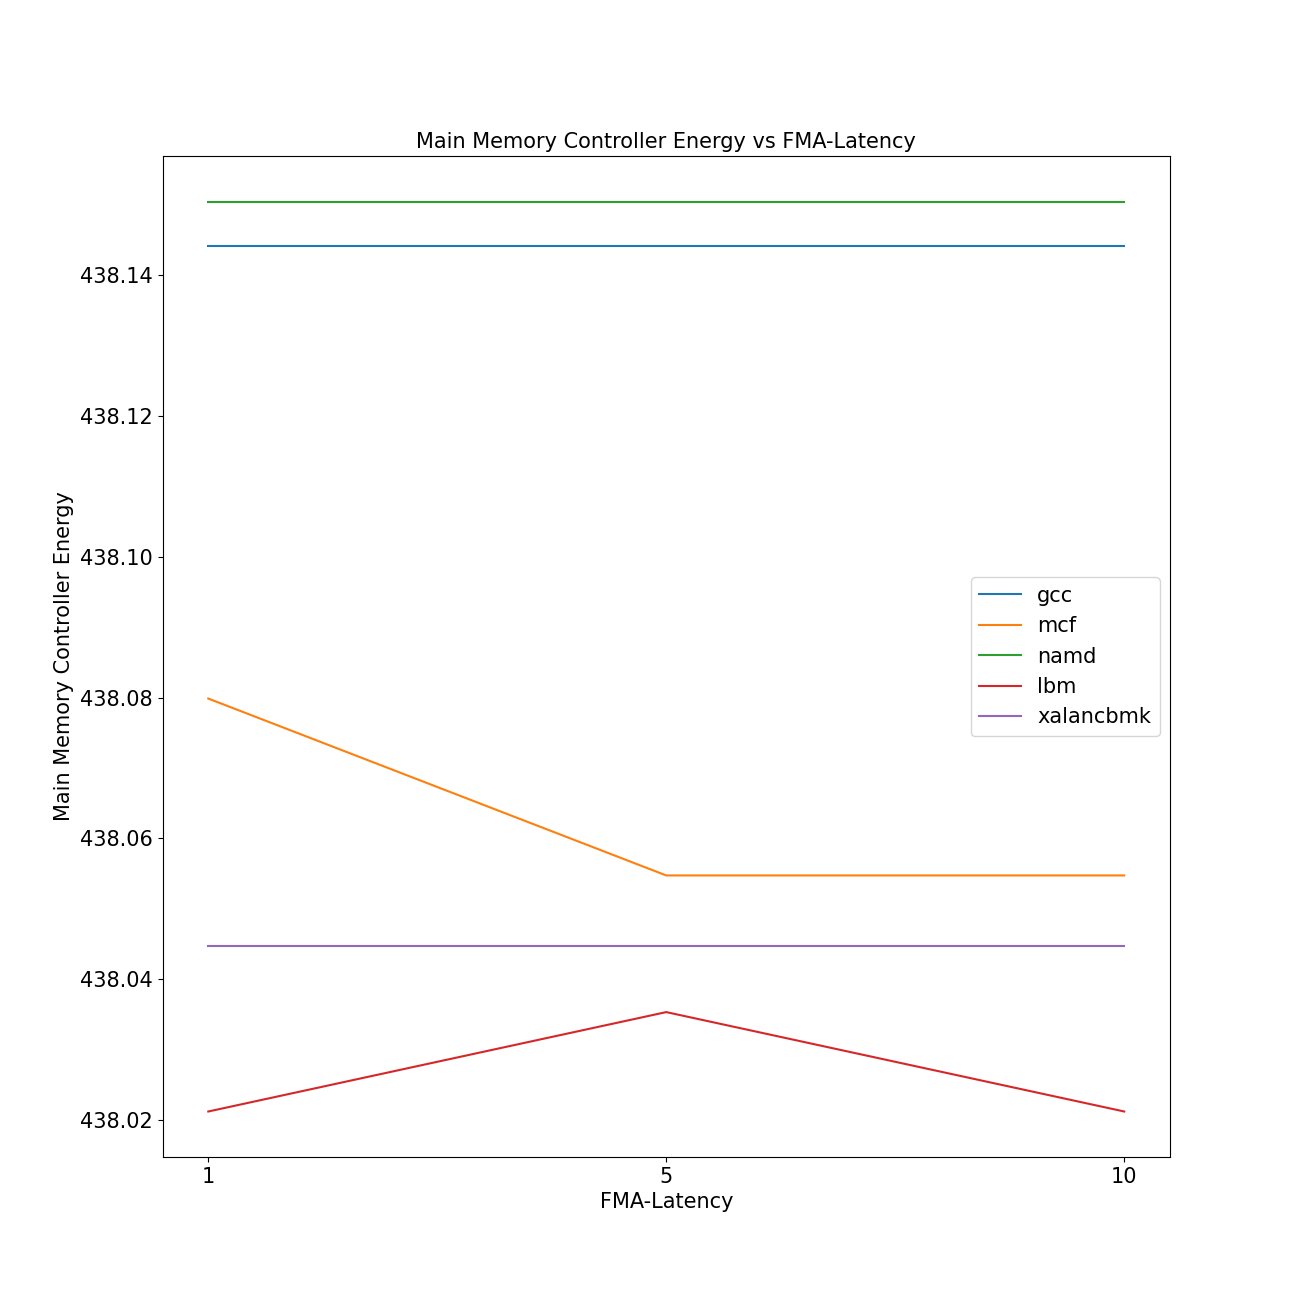 Main Memory Controller Energy vs FMA-Latency
Main Memory Controller Energy
438.14
438.12
438.10
438.08
438.06
438.04
438.02
gcc
mcf
namd
lbm
xalancbmk
1 5 10
FMA-Latency